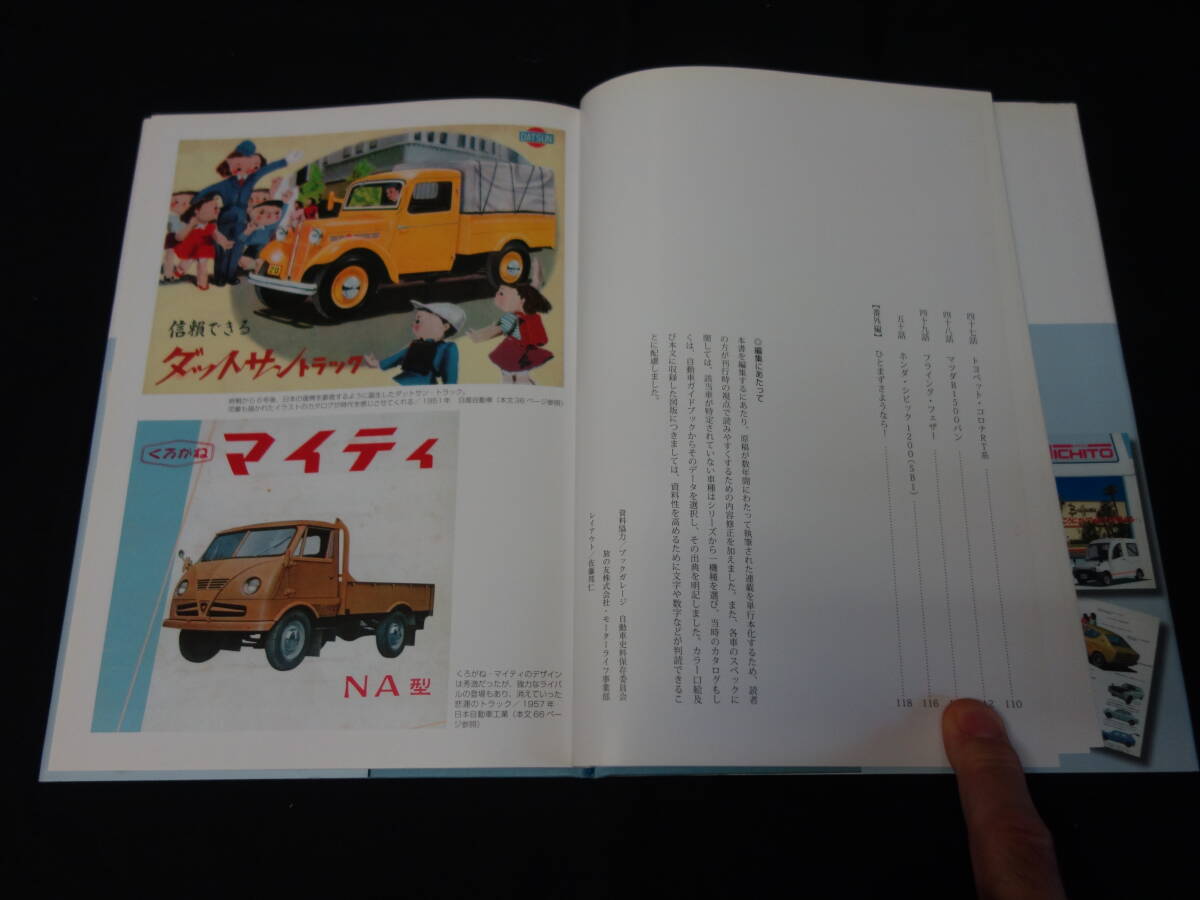 DATSUN
信頼できる
ダットサントラック
終戦から6年後、日本の復興を象徴するように誕生したダットサン・トラック。
児童も描かれたイラストのカタログが時代を感じさせてくれる/1951年 日産自動車(本文36ページ参照)
くろがね
マイティ
NA型
くろがね・マイティのデザイン
は秀逸だったが、強力なライバ
ルの登場もあり、消えていった
悲運のトラック/1957年
日本自動車工業(本文66ペー
ジ参照)
四十七話 トヨペット・コロナRT系 110
四十八話 マツダB1500バン 112
四十九話 フライング・フェザー
五十話 ホンダ・シビック1200(SB1) 116
【番外編】 ひとまずさようなら! 118
◎編集にあたって
本書を編集するにあたり、原稿が数年間にわたって執筆された連載を単行本化するため、読者
の方が刊行時の視点で読みやすくするための内容修正を加えました。また、各車のスペックに
関しては、該当車が特定されていない車種はシリーズから一機種を選び、当時のカタログもし
くは、自動車ガイドブックからそのデータを選択し、その出典を明記しました。カラー口絵及
び本文に収録した図版につきましては、資料性を高めるために文字や数字などが判読できるこ
とに配慮しました。
資料協力/ブックガレージ 自動車史料保存委員会
旅の友株式会社・モーターライフ事業部
レイアウト/佐藤邦仁
ICHITO